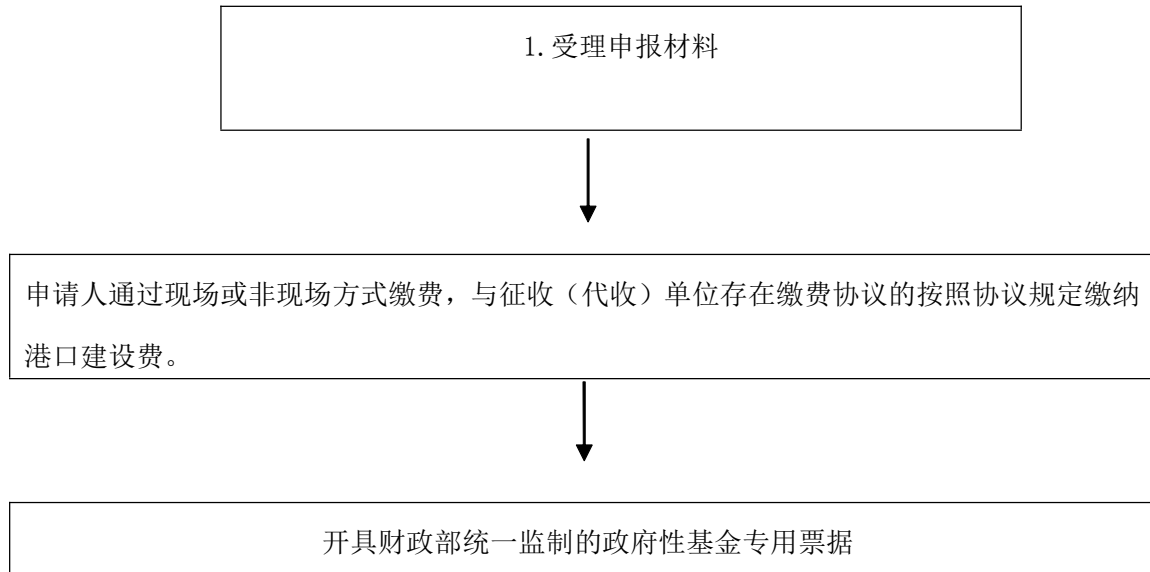 1.受理申报材料
申请人通过现场或非现场方式缴费，与征收（代收）单位存在缴费协议的按照协议规定缴纳
港口建设费。
开具财政部统一监制的政府性基金专用票据